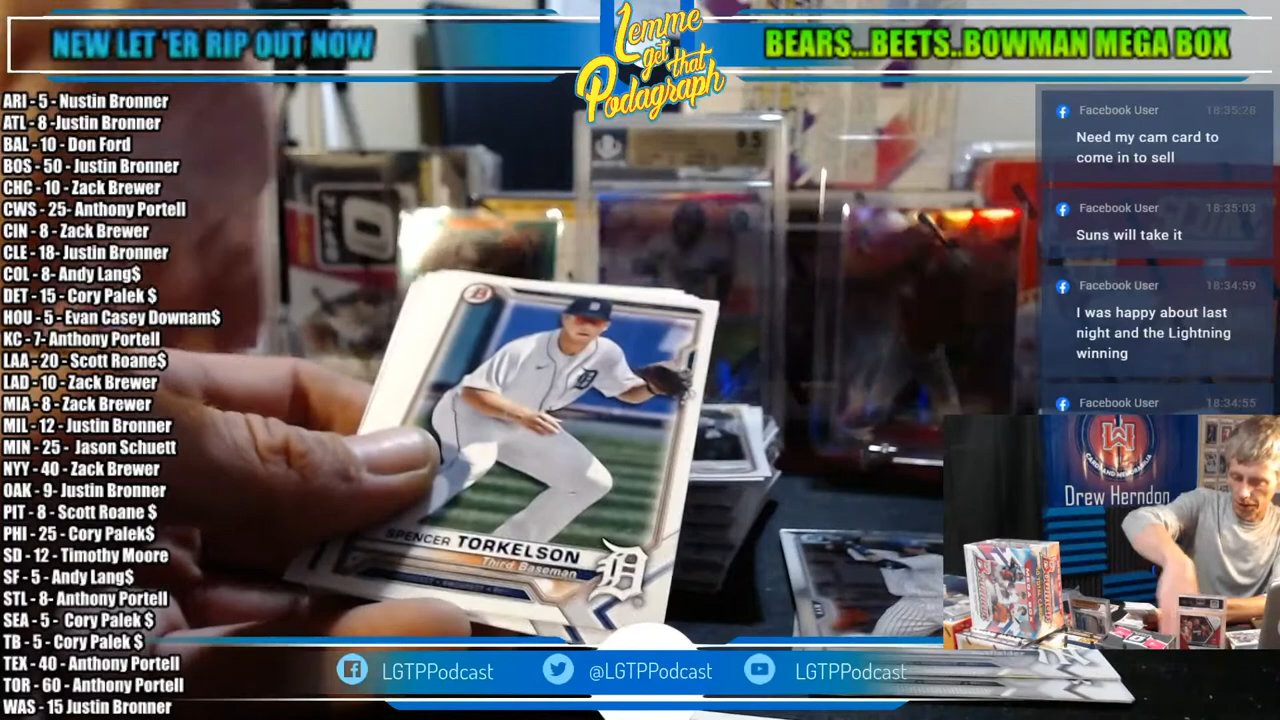 NEW LET 'ER RIP OUT NOW
Lemme
get
that
Podagraph
BEARS...BEETS..BOWMAN MEGA BOX
ARI - 5 - Nustin Bronner
ATL - 8 -Justin Bronner
BAL - 10 - Don Ford
BOS - 50 - Justin Bronner
CHC - 10 - Zack Brewer
CWS - 25- Anthony Portell
CIN - 8 - Zack Brewer
CLE - 18- Justin Bronner
COL - 8- Andy Lang$
DET - 15 - Cory Palek $
HOU - 5 - Evan Casey Downam$
KC - 7- Anthony Portell
LAA - 20 - Scott Roane$
LAD - 10 - Zack Brewer
MIA - 8 - Zack Brewer
MIL - 12 - Justin Bronner
MIN - 25 - Jason Schuett
NYY - 40 - Zack Brewer
OAK - 9- Justin Bronner
PIT - 8 - Scott Roane $
PHI - 25 - Cory Palek$
SD - 12 - Timothy Moore
SF - 5 - Andy Lang$
STL - 8- Anthony Portell
SEA - 5 - Cory Palek $
TB - 5 - Cory Palek $
TEX - 40 - Anthony Portell
TOR - 60 - Anthony Portell
WAS - 15 Justin Bronner
Facebook User 18:35:28
Need my cam card to
come in to sell
Facebook User 18:35:03
Suns will take it
Facebook User 18:34:59
I was happy about last
night and the Lightning
winning
Facebook User 18:34:55
9.5
B
D
SPENCER TORKELSON
Third Baseman
D
Drew Herndon
LGTPPodcast
@LGTPPodcast
LGTPPodcast